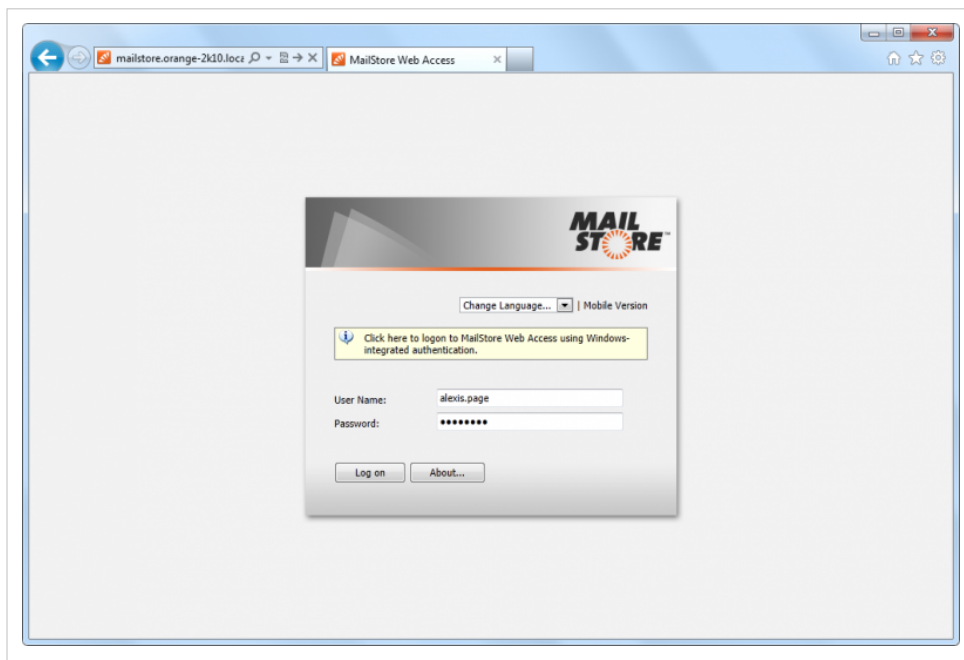 mailstore.orange-2k10.loca
MailStore Web Access
MAIL
STORE™
Change Language... | Mobile Version
Click here to logon to MailStore Web Access using Windows-
integrated authentication.
User Name: alexis.page
Password: ••••••••
Log on About...